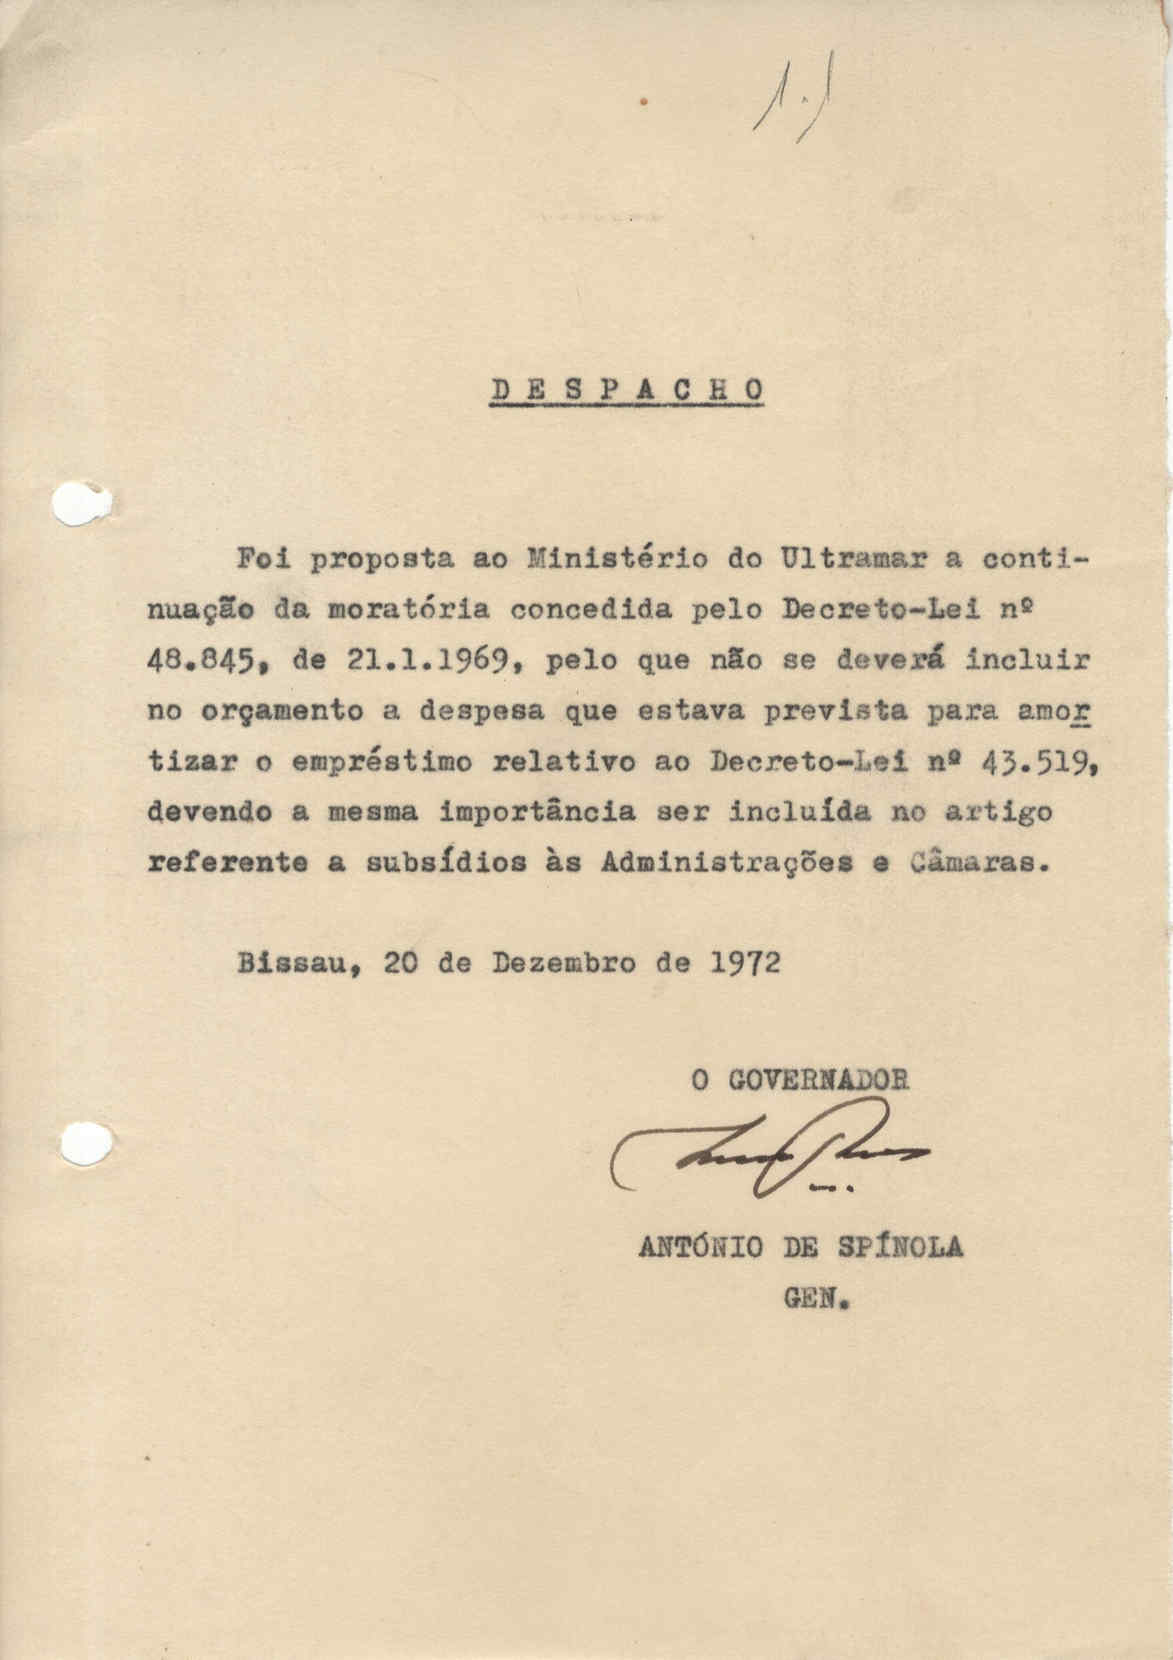 DESPACHO
Foi proposta ao Ministério do Ultramar a conti-
nuação da moratória concedida pelo Decreto-Lei nº
48.845, de 21.1.1969, pelo que não se deverá incluir
no orçamento a despesa que estava prevista para amor
tizar o empréstimo relativo ao Decreto-Lei nº 43.519,
devendo a mesma importância ser incluída no artigo
referente a subsídios às Administrações e Câmaras.
Bissau, 20 de Dezembro de 1972
O GOVERNADOR
ANTÓNIO DE SPÍNOLA
GEN.